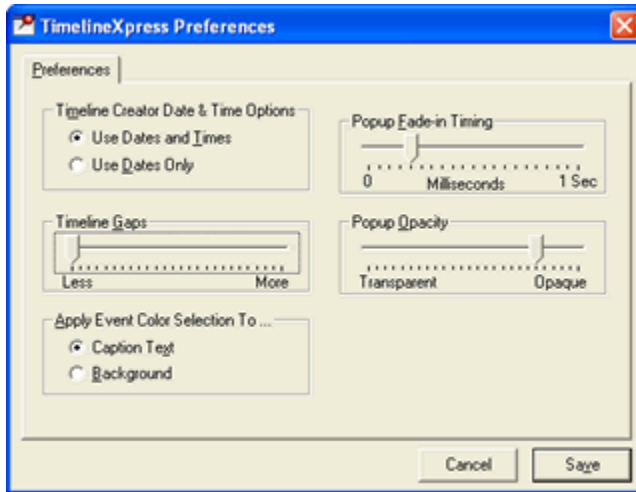 TimelineXpress Preferences
Preferences
Timeline Creator Date & Time Options
Use Dates and Times
Use Dates Only
Popup Fade-in Timing
0 Milliseconds 1 Sec
Timeline Gaps
Less More
Popup Opacity
Transparent Opaque
Apply Event Color Selection To ...
Caption Text
Background
Cancel Save